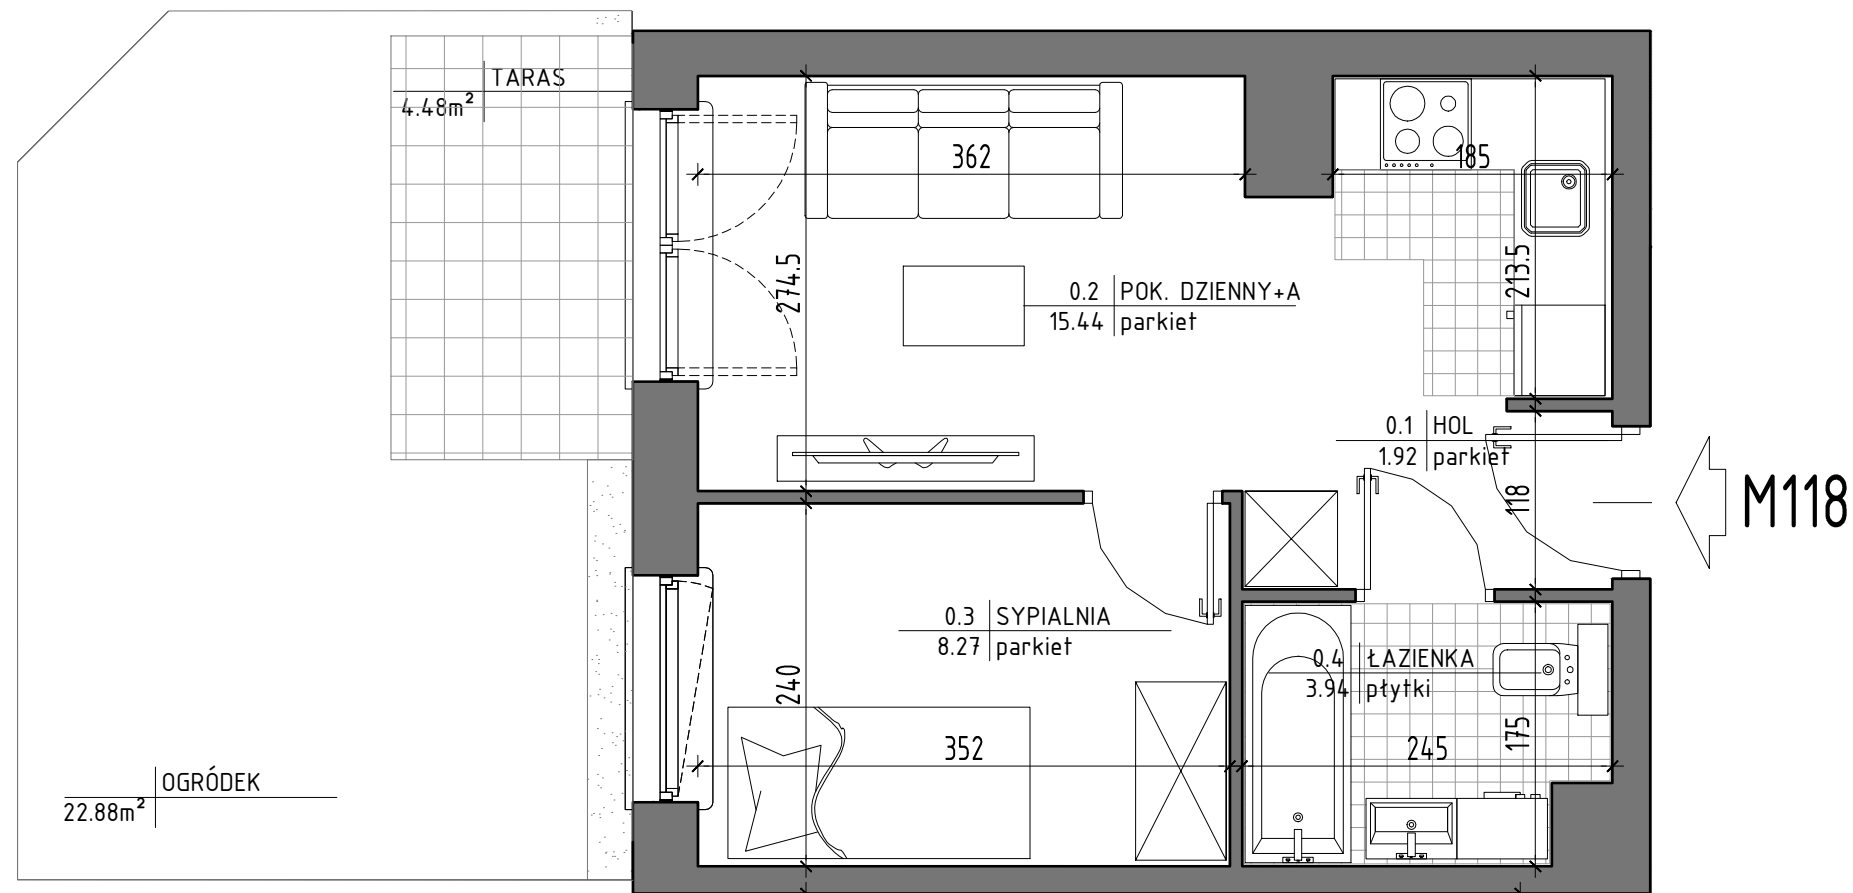 TARAS
4.48m²
362
185
274.5
213.5
0.2 POK. DZIENNY+A
15.44 parkiet
0.1 HOL
1.92 parkiet
118
M118
0.3 SYPIALNIA
8.27 parkiet
0.4 ŁAZIENKA
3.94 płytki
240
175
352
245
OGRÓDEK
22.88m²